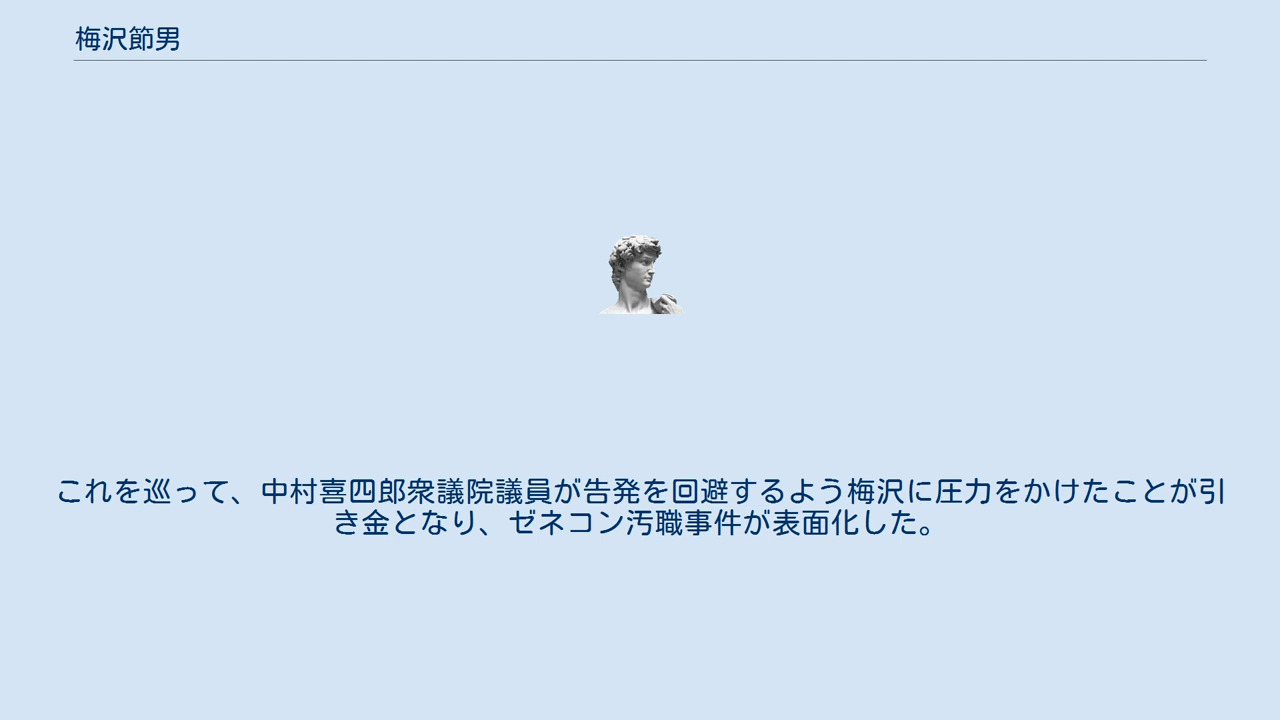 梅沢節男
これを巡って、中村喜四郎衆議院議員が告発を回避するよう梅沢に圧力をかけたことが引
き金となり、ゼネコン汚職事件が表面化した。